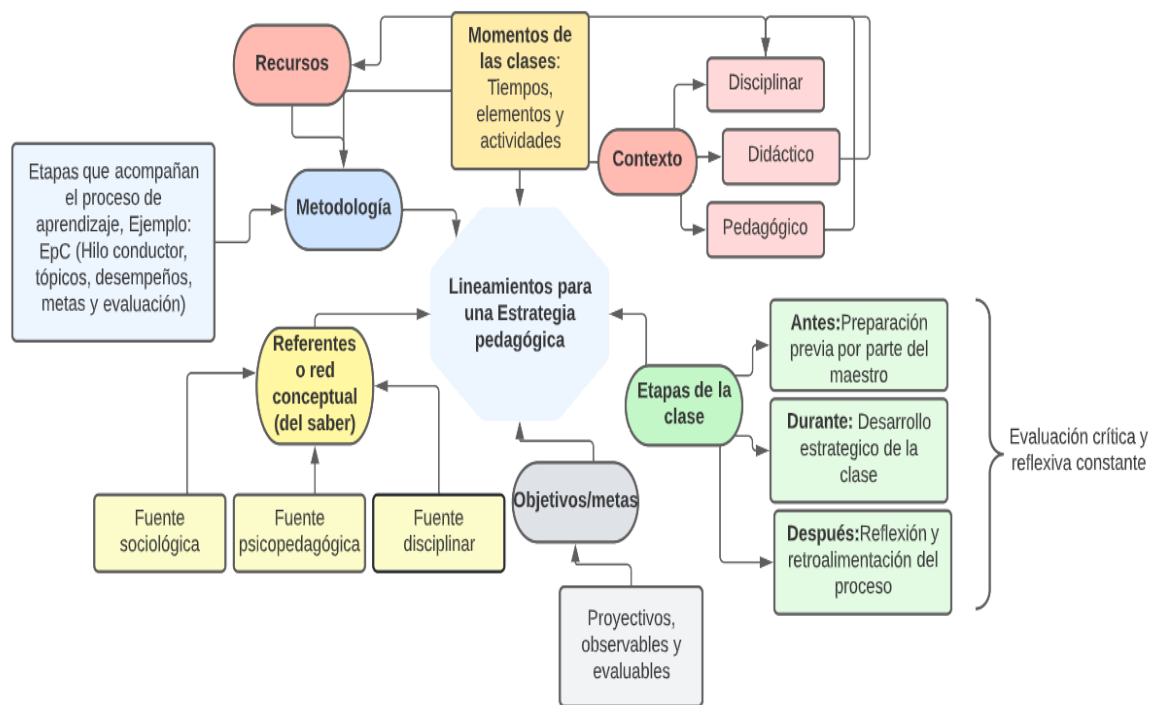 Momentos de
las clases:
Tiempos,
elementos y
actividades
Recursos
Disciplinar
Contexto
Didáctico
Pedagógico
Etapas que acompañan
el proceso de
aprendizaje, Ejemplo:
EpC (Hilo conductor,
tópicos, desempeños,
metas y evaluación)
Metodología
Lineamientos para
una Estrategia
pedagógica
Referentes
o red
conceptual
(del saber)
Fuente
sociológica
Fuente
psicopedagógica
Fuente
disciplinar
Objetivos/metas
Proyectivos,
observables y
evaluables
Etapas de la
clase
Antes:Preparación
previa por parte del
maestro
Durante: Desarrollo
estrategico de la
clase
Después:Reflexión y
retroalimentación del
proceso
Evaluación crítica y
reflexiva constante